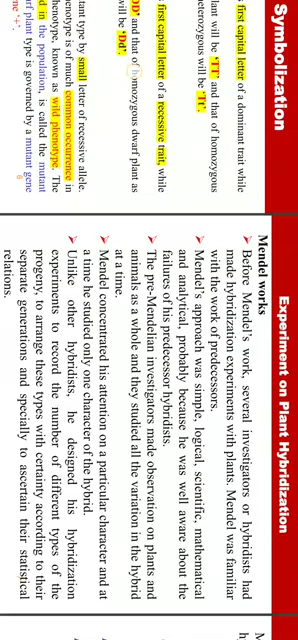 Symbolization
s first capital letter of a dominant trait while
lant will be 'TT' and that of homozygous
eterozygous will be 'Tt'.
first capital letter of a recessive trait; while
DD' and that of homozygous dwarf plant as
will be 'Dd'.
tant type by small letter of recessive allele.
henotype is of much common occurrence in
henotype, known as wild phenotype. The
d in the population, is called the mutant
arf plant type is governed by a mutant gene
ne '+'.
6
Experiment on Plant Hybridization
Mendel works
➤ Before Mendel's work, several investigators or hybridists had
made hybridization experiments with plants. Mendel was familiar
with the work of predecessors.
➤ Mendel's approach was simple, logical, scientific, mathematical
and analytical, probably because he was well aware about the
failures of his predecessor hybridists.
➤ The pre-Mendelian investigators made observation on plants and
animals as a whole and they studied all the variation in the hybrid
at a time.
➤ Mendel concentrated his attention on a particular character and at
a time he studied only one character of the hybrid.
➤ Unlike other hybridists, he designed his hybridization
experiments to record the number of different types of the
progeny, to arrange these types with certainty according to their
separate generations and specially to ascertain their statistical
relations.